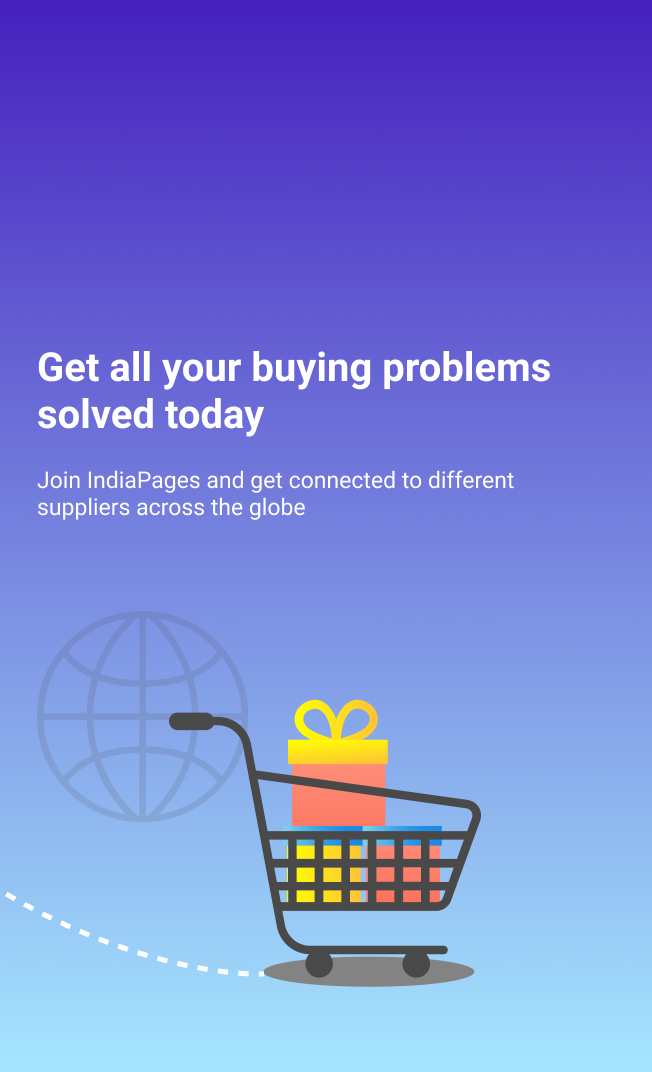 Get all your buying problems
solved today
Join IndiaPages and get connected to different
suppliers across the globe